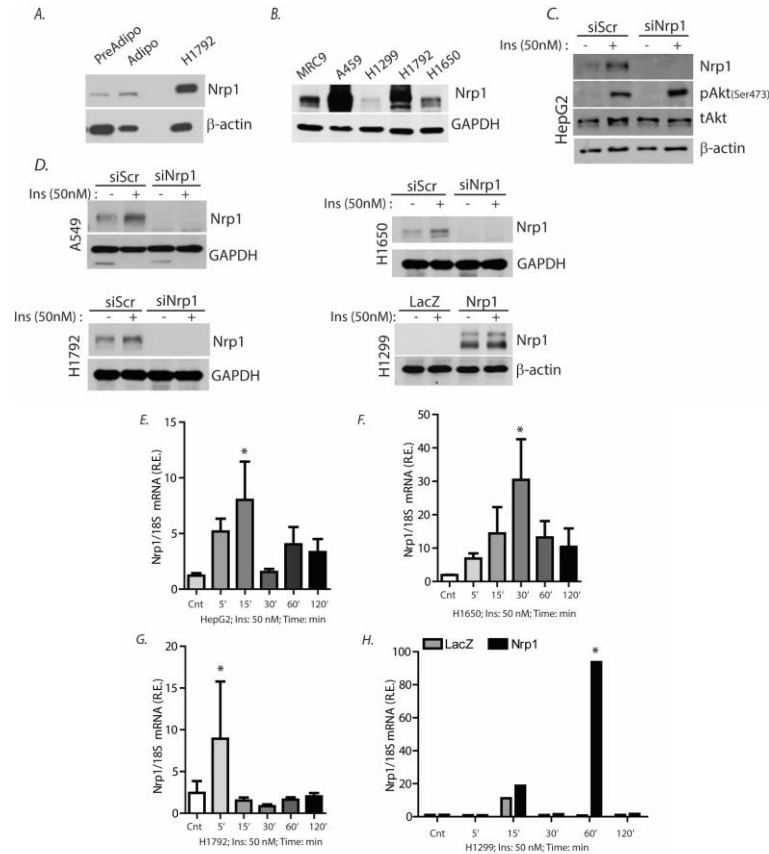 A.
PreAdipo Adipo H1792
Nrp1
β-actin
B.
MRC9 A459 H1299 H1792 H1650
Nrp1
GAPDH
C.
siScr siNrp1
Ins (50nM) : - + - +
HepG2
Nrp1
pAkt(Ser473)
tAkt
β-actin
D.
siScr siNrp1
Ins (50nM) : - + - +
A549
Nrp1
GAPDH
siScr siNrp1
Ins (50nM) : - + - +
H1650
Nrp1
GAPDH
siScr siNrp1
Ins (50nM) : - + - +
H1792
Nrp1
GAPDH
LacZ Nrp1
Ins (50nM) : - + - +
H1299
Nrp1
β-actin
E.
Nrp1/18S mRNA (R.E.)
15
10
5
0
*
Cnt 5' 15' 30' 60' 120'
HepG2; Ins: 50 nM; Time: min
F.
Nrp1/18S mRNA (R.E.)
50
40
30
20
10
0
*
Cnt 5' 15' 30' 60' 120'
H1650; Ins: 50 nM; Time: min
G.
Nrp1/18S mRNA (R.E.)
25
20
15
10
5
0
*
Cnt 5' 15' 30' 60' 120'
H1792; Ins: 50 nM; Time: min
H.
LacZ Nrp1
Nrp1/18S mRNA (R.E.)
100
80
60
40
20
0
*
Cnt 5' 15' 30' 60' 120'
H1299; Ins: 50 nM; Time: min